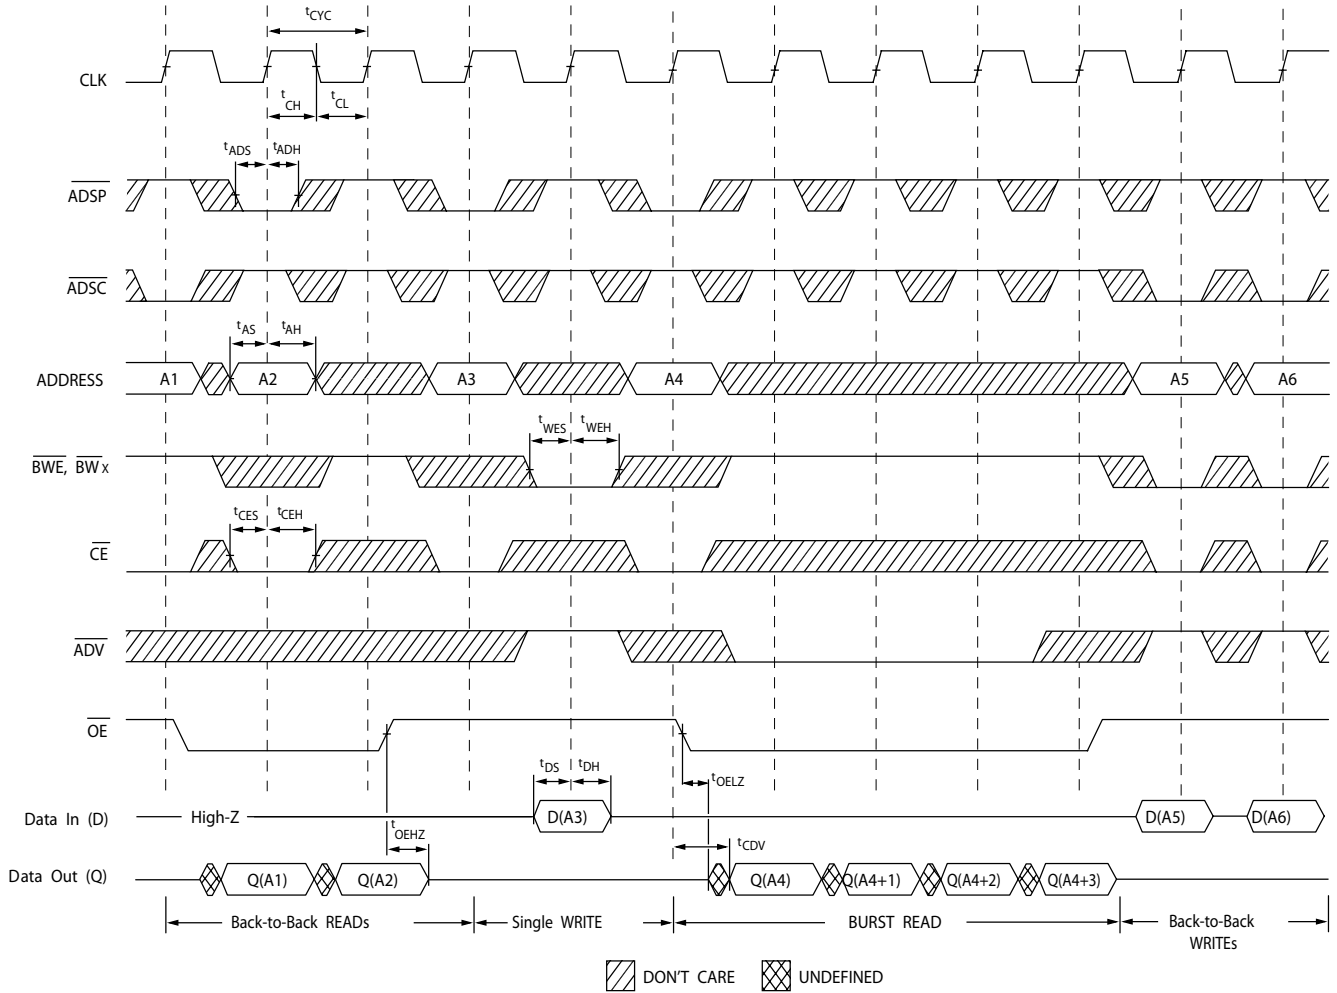 tCYC
CLK
tCH
tCL
tADS
tADH
ADSP
ADSC
tAS
tAH
ADDRESS
A1
A2
A3
A4
A5
A6
tWES
tWEH
BWE, BWx
tCES
tCEH
CE
ADV
OE
tDS
tDH
tOELZ
Data In (D)
High-Z
D(A3)
D(A5)
D(A6)
tOEHZ
tCDV
Data Out (Q)
Q(A1)
Q(A2)
Q(A4)
Q(A4+1)
Q(A4+2)
Q(A4+3)
Back-to-Back READs
Single WRITE
BURST READ
Back-to-Back
WRITEs
DON'T CARE
UNDEFINED